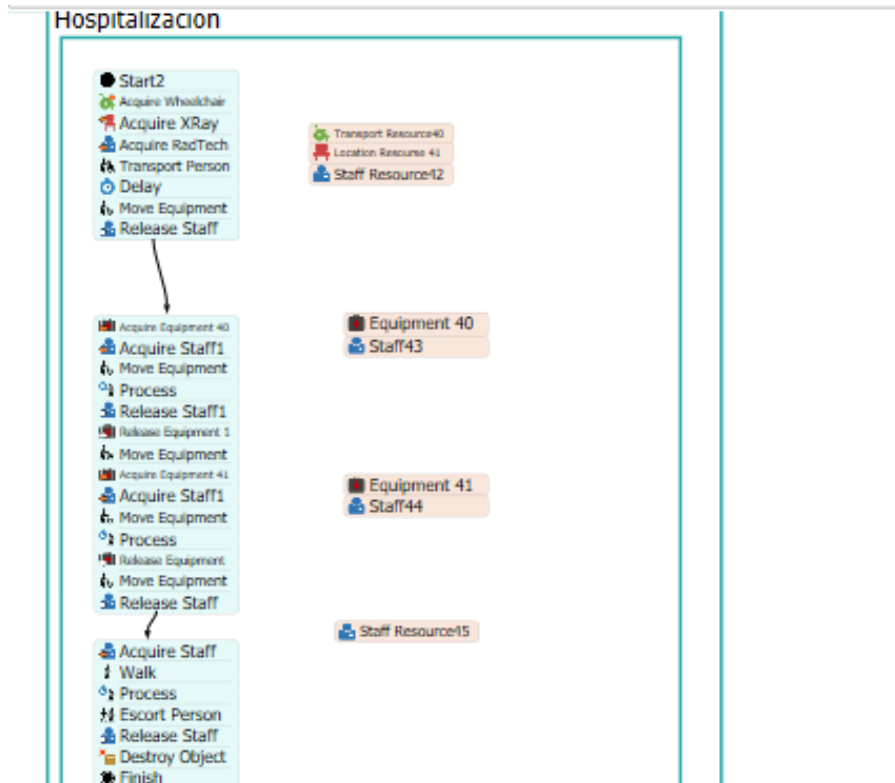 Hospitalización
Start2
Acquire Wheelchair
Acquire XRay
Acquire RadTech
Transport Person
Delay
Move Equipment
Release Staff
Transport Resource40
Location Resource 41
Staff Resource42
Acquire Equipment 40
Acquire Staff1
Move Equipment
Process
Release Staff1
Release Equipment 1
Move Equipment
Acquire Equipment 41
Acquire Staff1
Move Equipment
Process
Release Equipment
Move Equipment
Release Staff
Equipment 40
Staff43
Equipment 41
Staff44
Staff Resource45
Acquire Staff
Walk
Process
Escort Person
Release Staff
Destroy Object
Finish